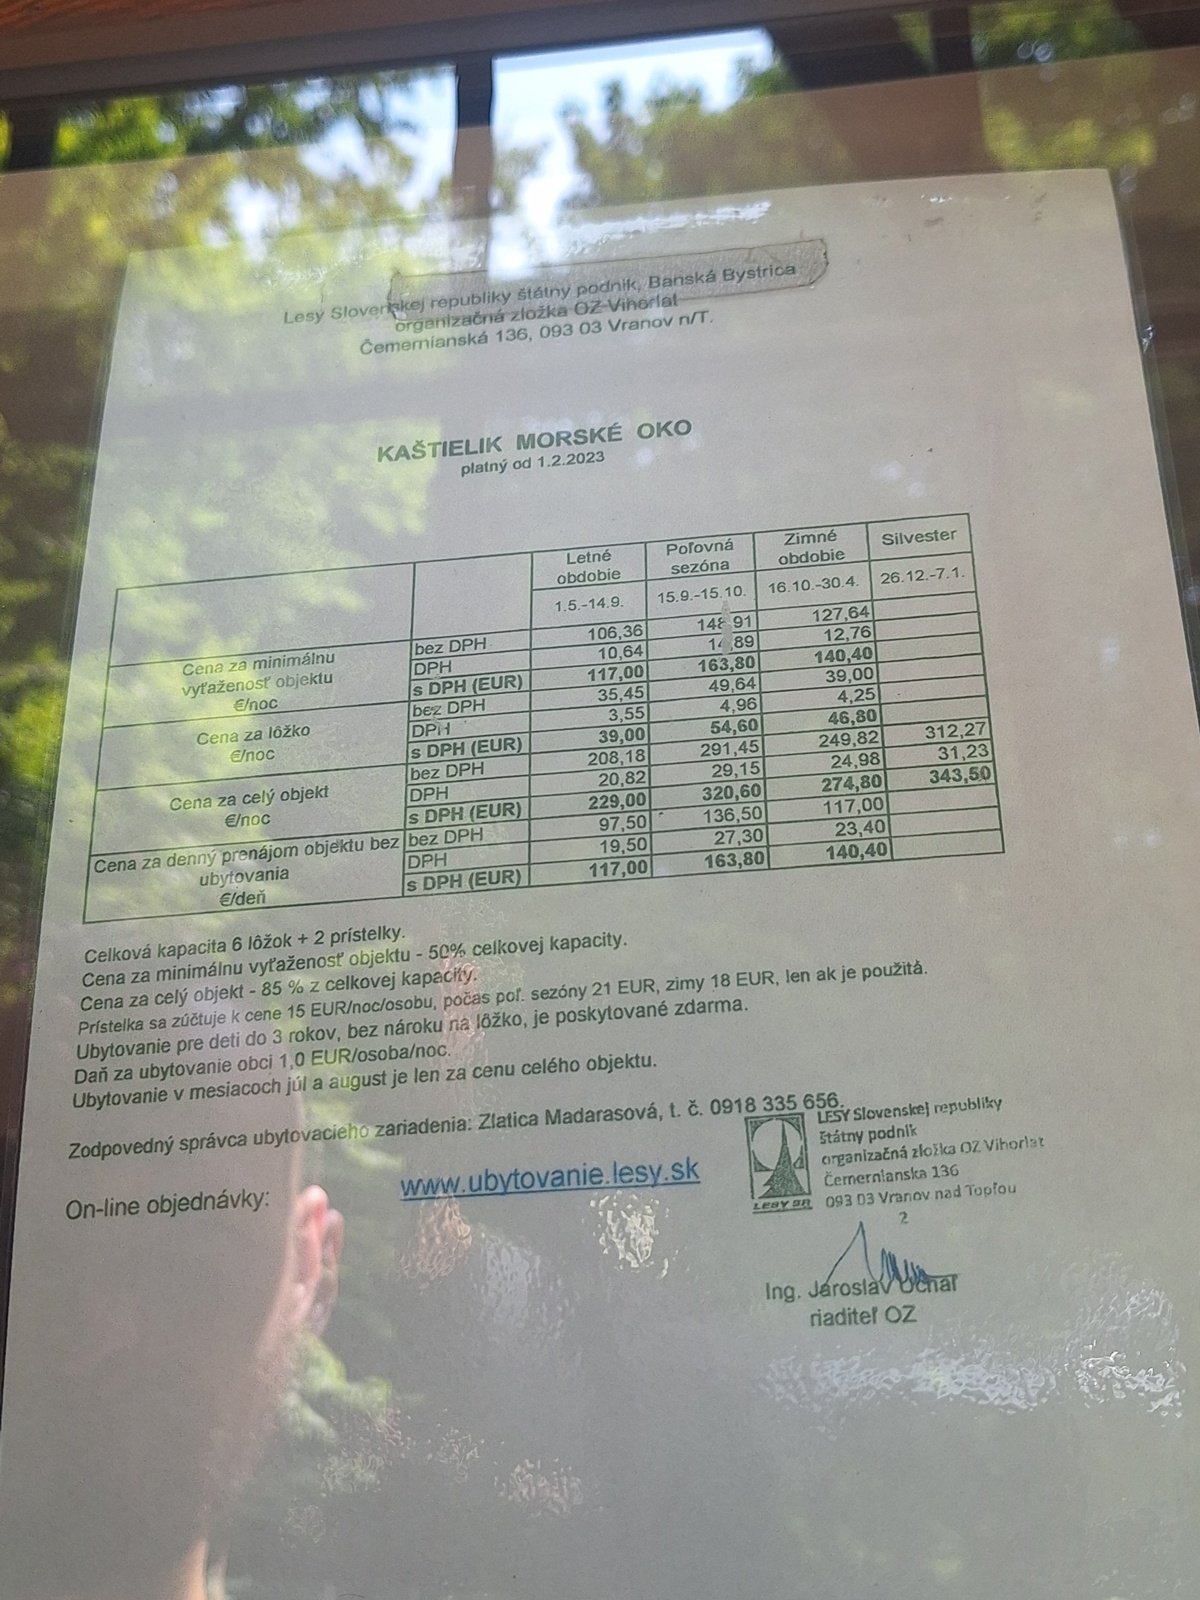 Lesy Slovenskej republiky štátny podnik, Banská Bystrica
organizačná zložka OZ Vihorlat
Čemernianská 136, 093 03 Vranov n/T.
KAŠTIELIK MORSKÉ OKO
platný od 1.2.2023
Letné obdobie Poľovná sezóna Zimné obdobie Silvester
1.5.-14.9. 15.9.-15.10. 16.10.-30.4. 26.12.-7.1.
Cena za minimálnu vyťaženosť objektu €/noc
bez DPH 106,36 148,91 127,64
DPH 10,64 14,89 12,76
s DPH (EUR) 117,00 163,80 140,40
Cena za lôžko €/noc
bez DPH 35,45 49,64 39,00
DPH 3,55 4,96 4,25
s DPH (EUR) 39,00 54,60 46,80
Cena za celý objekt €/noc
bez DPH 208,18 291,45 249,82 312,27
DPH 20,82 29,15 24,98 31,23
s DPH (EUR) 229,00 320,60 274,80 343,50
Cena za denný prenájom objektu bez ubytovania €/deň
bez DPH 97,50 136,50 117,00
DPH 19,50 27,30 23,40
s DPH (EUR) 117,00 163,80 140,40
Celková kapacita 6 lôžok + 2 prístelky.
Cena za minimálnu vyťaženosť objektu - 50% celkovej kapacity.
Cena za celý objekt - 85 % z celkovej kapacity.
Prístelka sa zúčtuje k cene 15 EUR/noc/osobu, počas poľ. sezóny 21 EUR, zimy 18 EUR, len ak je použitá.
Ubytovanie pre deti do 3 rokov, bez nároku na lôžko, je poskytované zdarma.
Daň za ubytovanie obci 1,0 EUR/osoba/noc.
Ubytovanie v mesiacoch júl a august je len za cenu celého objektu.
Zodpovedný správca ubytovacieho zariadenia: Zlatica Madarasová, t. č. 0918 335 656.
On-line objednávky: www.ubytovanie.lesy.sk
LESY SR
LESY Slovenskej republiky
štátny podnik
organizačná zložka OZ Vihorlat
Čemernianska 136
093 03 Vranov nad Topľou
2
Ing. Jaroslav Ucháľ
riaditeľ OZ